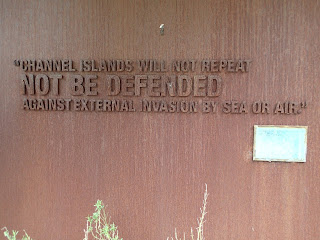 "CHANNEL ISLANDS WILL NOT REPEAT
NOT BE DEFENDED
AGAINST EXTERNAL INVASION BY SEA OR AIR."